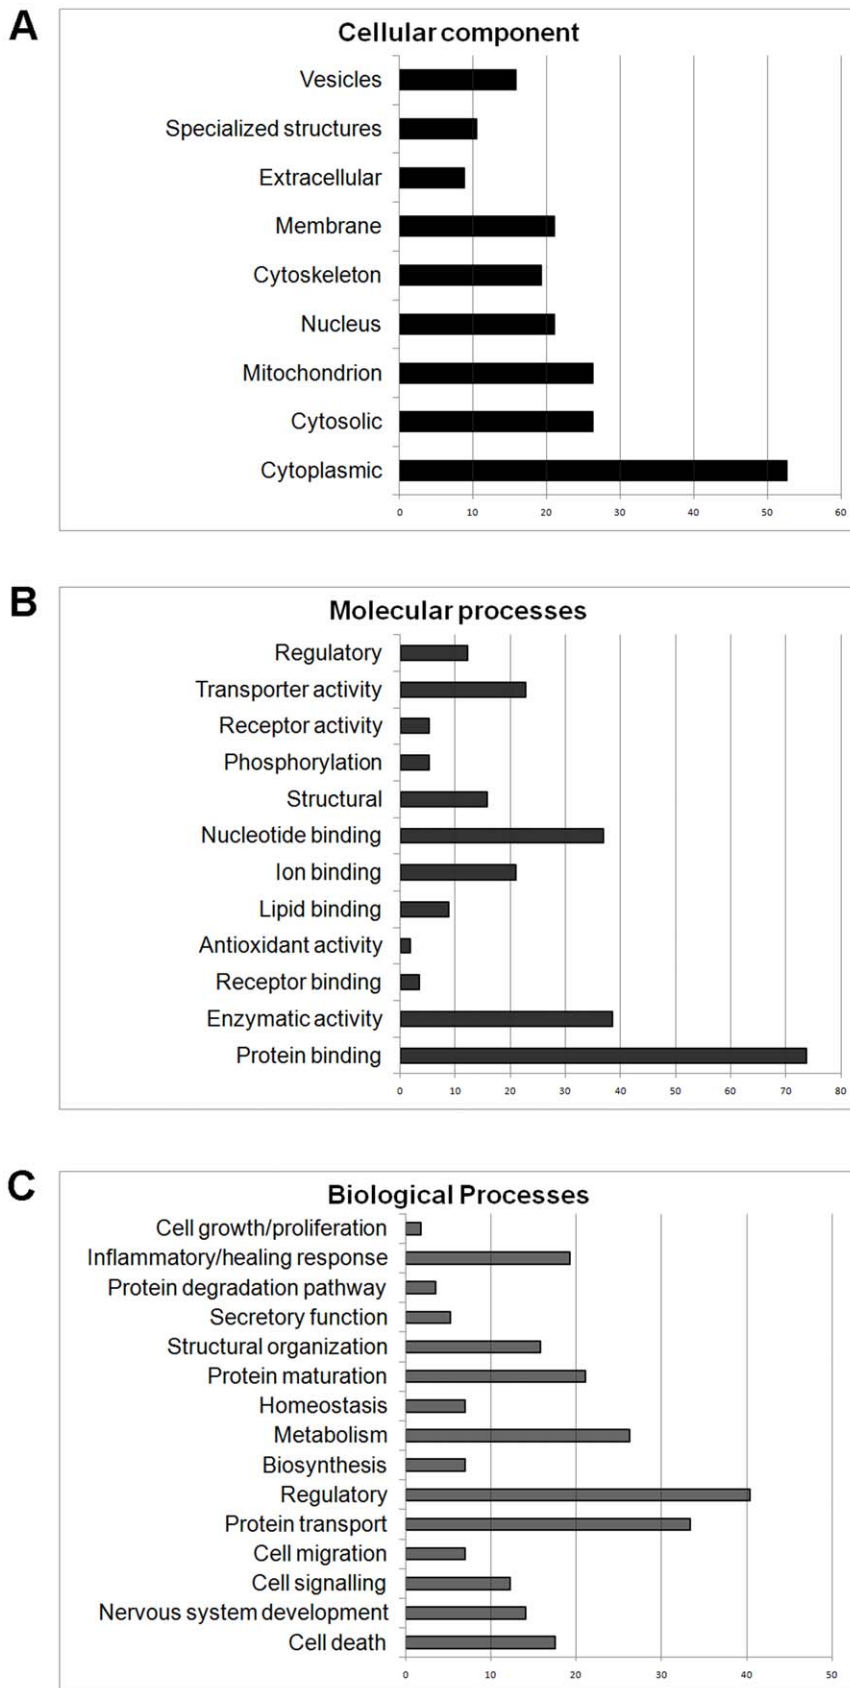 A
Cellular component
Vesicles
Specialized structures
Extracellular
Membrane
Cytoskeleton
Nucleus
Mitochondrion
Cytosolic
Cytoplasmic
0 10 20 30 40 50 60
B
Molecular processes
Regulatory
Transporter activity
Receptor activity
Phosphorylation
Structural
Nucleotide binding
Ion binding
Lipid binding
Antioxidant activity
Receptor binding
Enzymatic activity
Protein binding
0 10 20 30 40 50 60 70 80
C
Biological Processes
Cell growth/proliferation
Inflammatory/healing response
Protein degradation pathway
Secretory function
Structural organization
Protein maturation
Homeostasis
Metabolism
Biosynthesis
Regulatory
Protein transport
Cell migration
Cell signalling
Nervous system development
Cell death
0 10 20 30 40 50